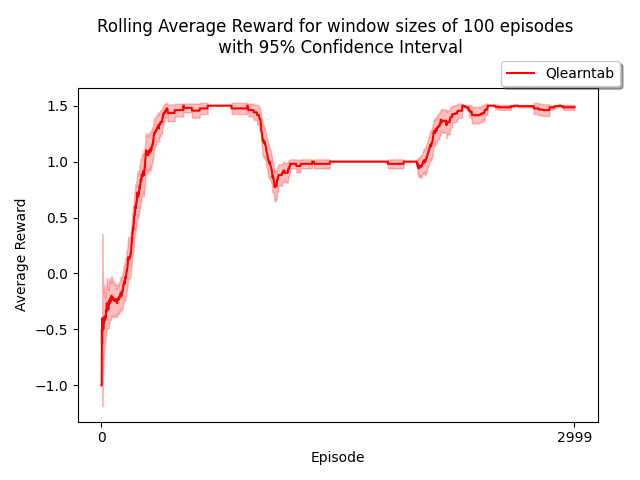 Rolling Average Reward for window sizes of 100 episodes
with 95% Confidence Interval
Qlearntab
1.5
1.0
0.5
0.0
−0.5
−1.0
Average Reward
0
2999
Episode